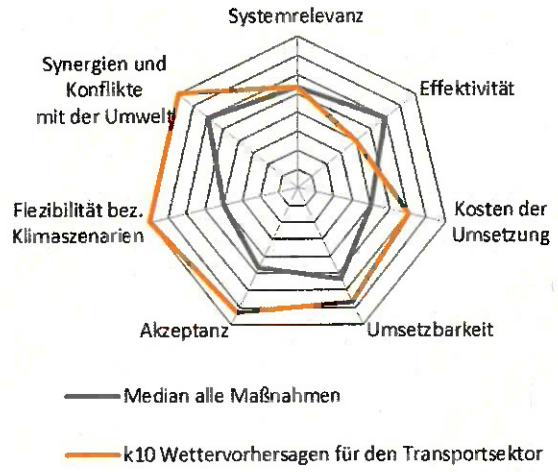 Systemrelevanz
Synergien und
Konflikte
mit der Umwelt
Effektivität
Flezibilität bez.
Klimaszenarien
Kosten der
Umsetzung
Akzeptanz
Umsetzbarkeit
Median alle Maßnahmen
k10 Wettervorhersagen für den Transportsektor